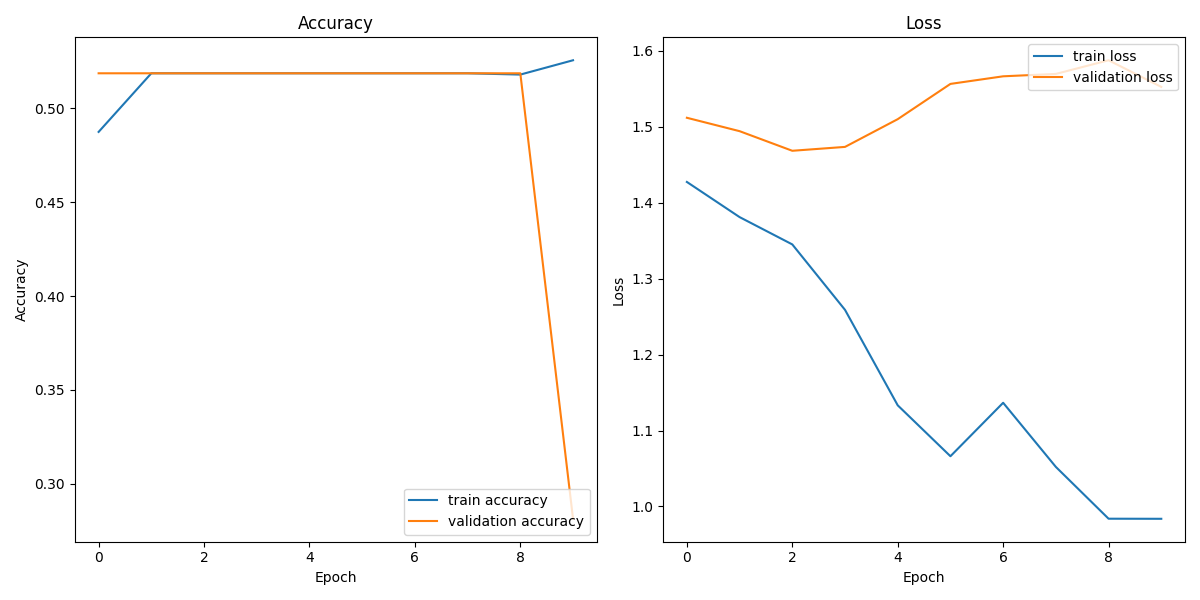 Accuracy
0.50
0.45
0.40
0.35
0.30
Accuracy
train accuracy
validation accuracy
0 2 4 6 8
Epoch
Loss
1.6
1.5
1.4
1.3
1.2
1.1
1.0
Loss
train loss
validation loss
0 2 4 6 8
Epoch